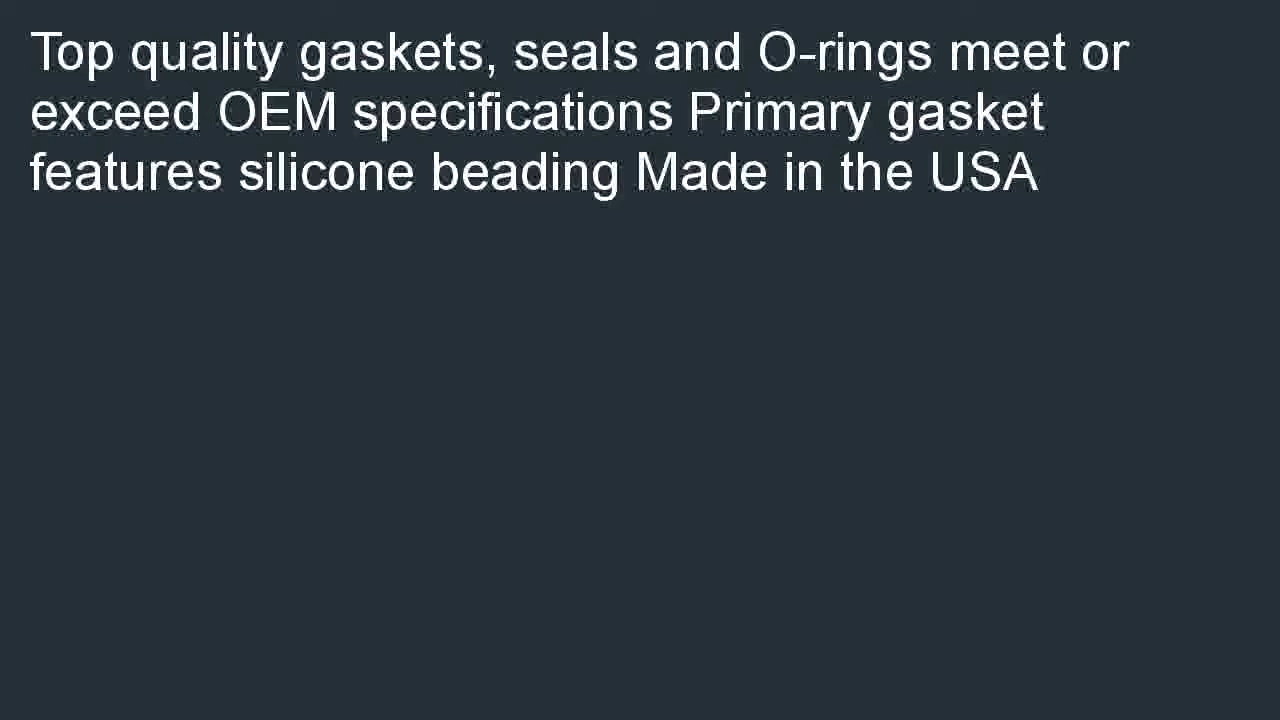 Top quality gaskets, seals and O-rings meet or
exceed OEM specifications Primary gasket
features silicone beading Made in the USA